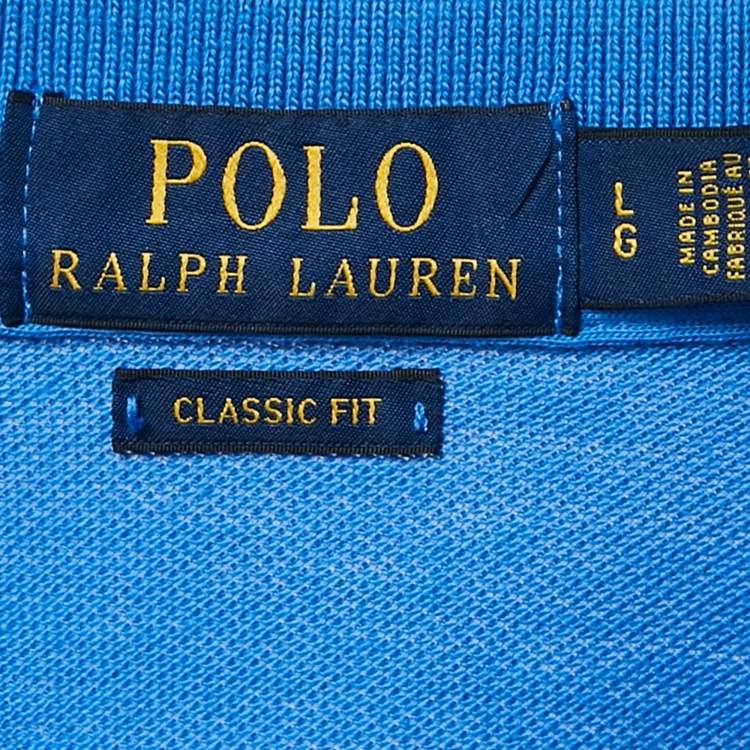 POLO
RALPH LAUREN
L
G
MADE IN
CAMBODIA
FABRIQUÉ AU
CLASSIC FIT